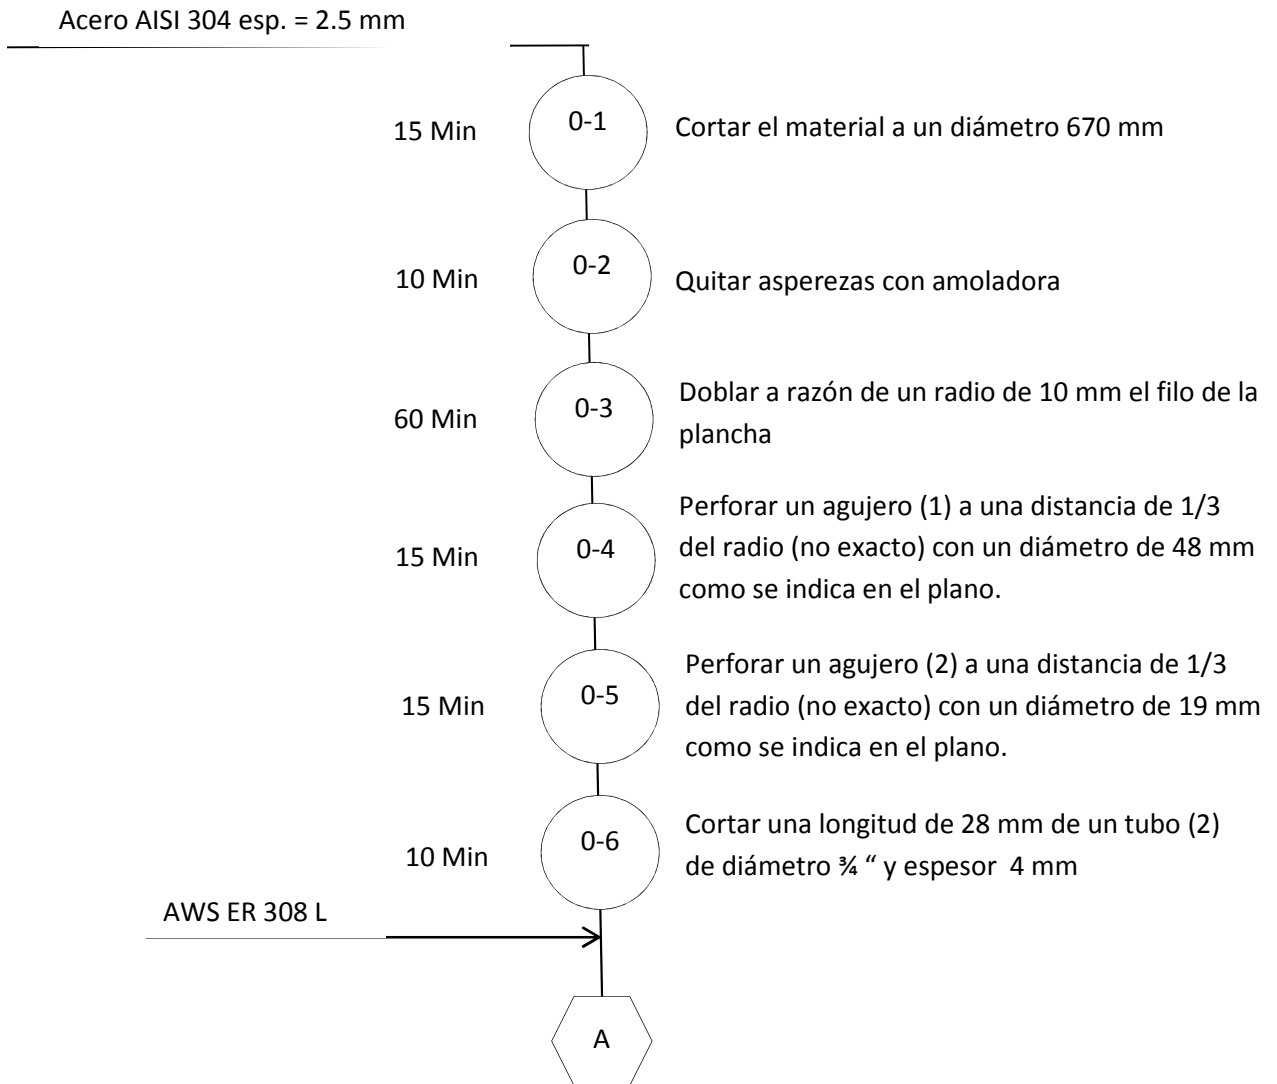 Acero AISI 304 esp. = 2.5 mm
15 Min
0-1
Cortar el material a un diámetro 670 mm
10 Min
0-2
Quitar asperezas con amoladora
60 Min
0-3
Doblar a razón de un radio de 10 mm el filo de la
plancha
15 Min
0-4
Perforar un agujero (1) a una distancia de 1/3
del radio (no exacto) con un diámetro de 48 mm
como se indica en el plano.
15 Min
0-5
Perforar un agujero (2) a una distancia de 1/3
del radio (no exacto) con un diámetro de 19 mm
como se indica en el plano.
10 Min
0-6
Cortar una longitud de 28 mm de un tubo (2)
de diámetro ¾ “ y espesor  4 mm
AWS ER 308 L
A